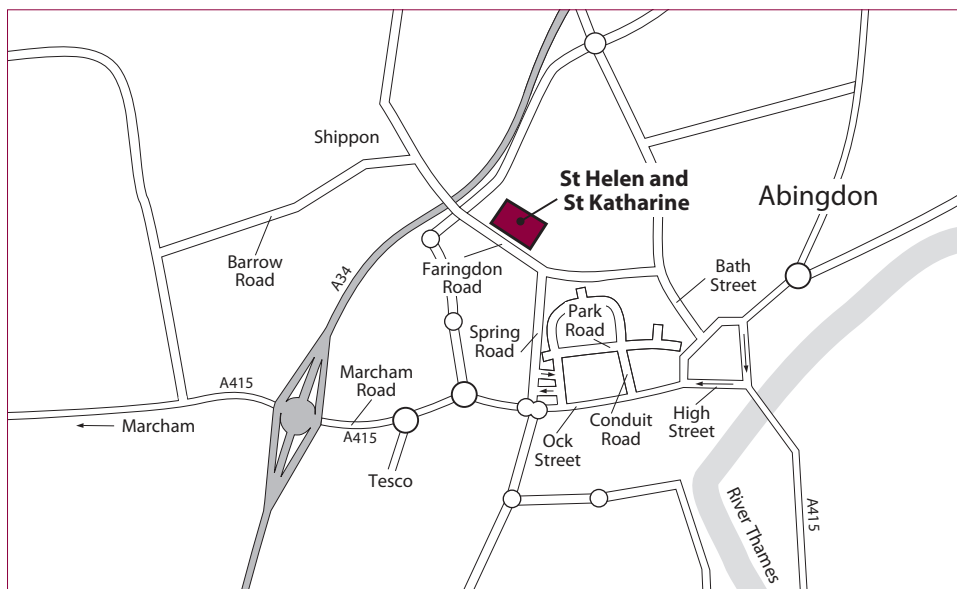 Shippon
St Helen and
St Katharine
Abingdon
Barrow
Road
A34
Faringdon
Road
Bath
Street
Park
Road
Spring
Road
Marcham
Road
A415
A415
Marcham
Tesco
Ock
Street
Conduit
Road
High
Street
River Thames
A415